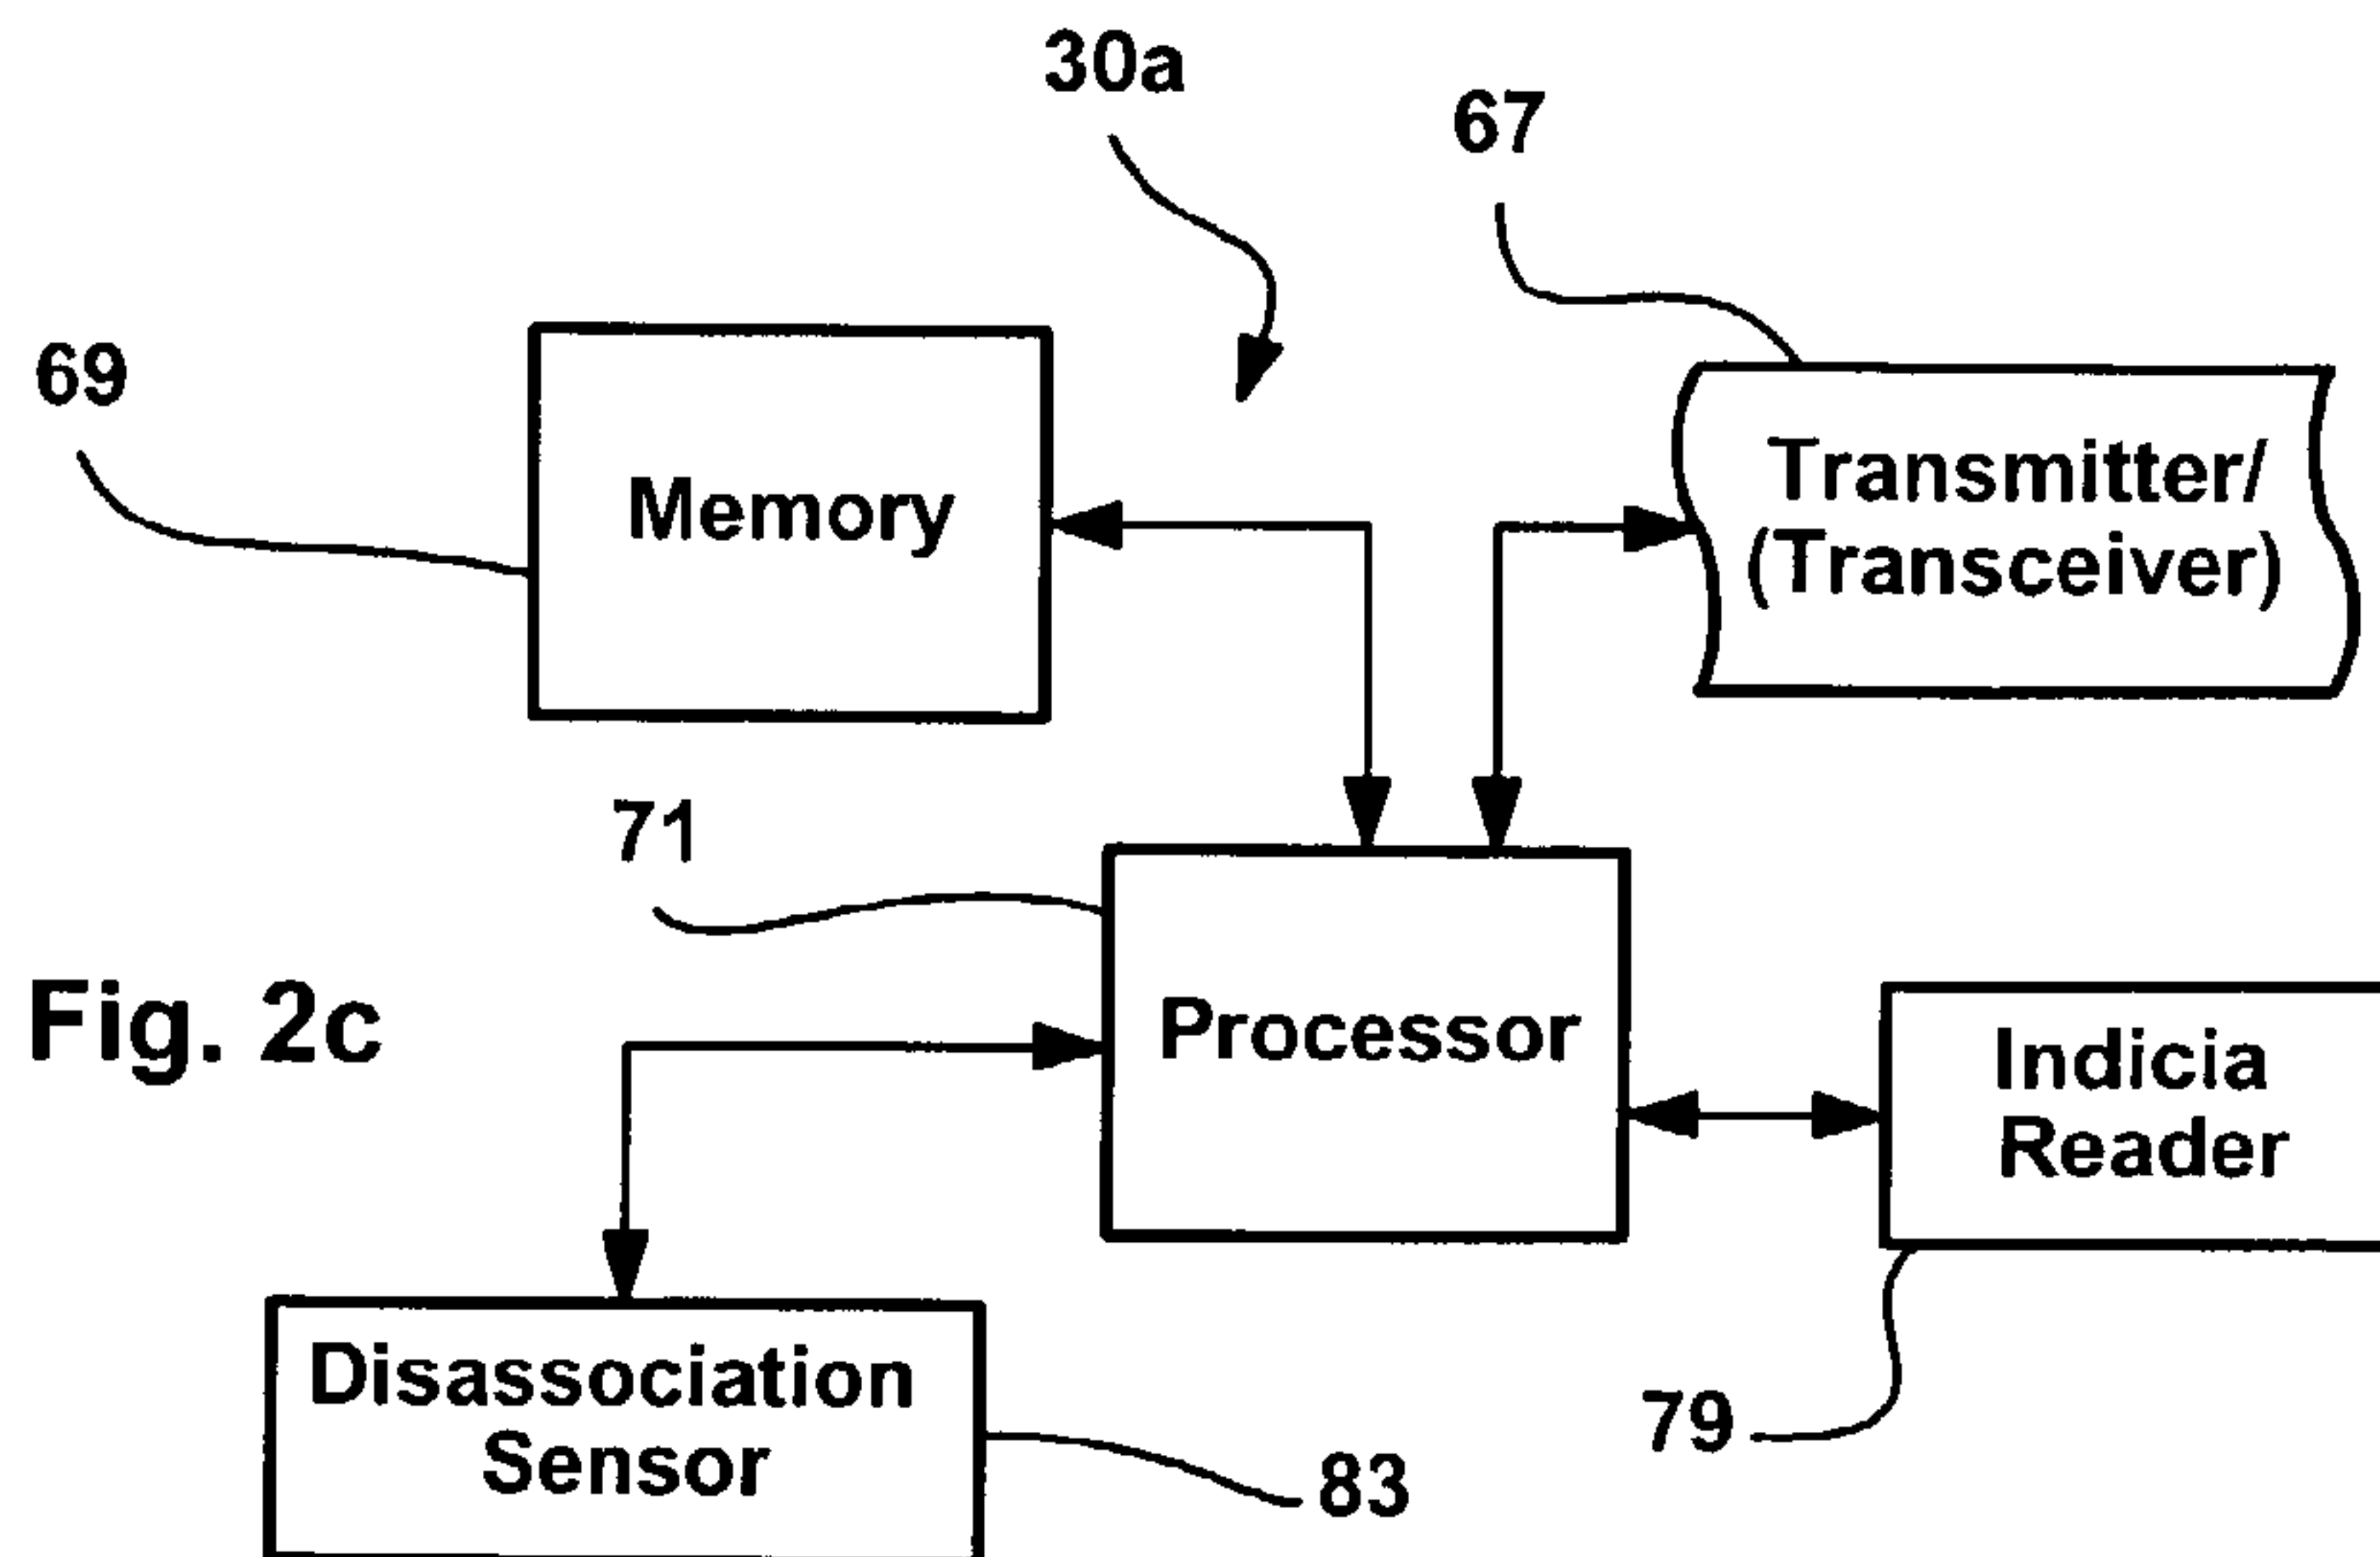 30a
67
69
Memory
Transmitter/
(Transceiver)
71
Fig. 2c
Processor
Indicia
Reader
Disassociation
Sensor
79
83